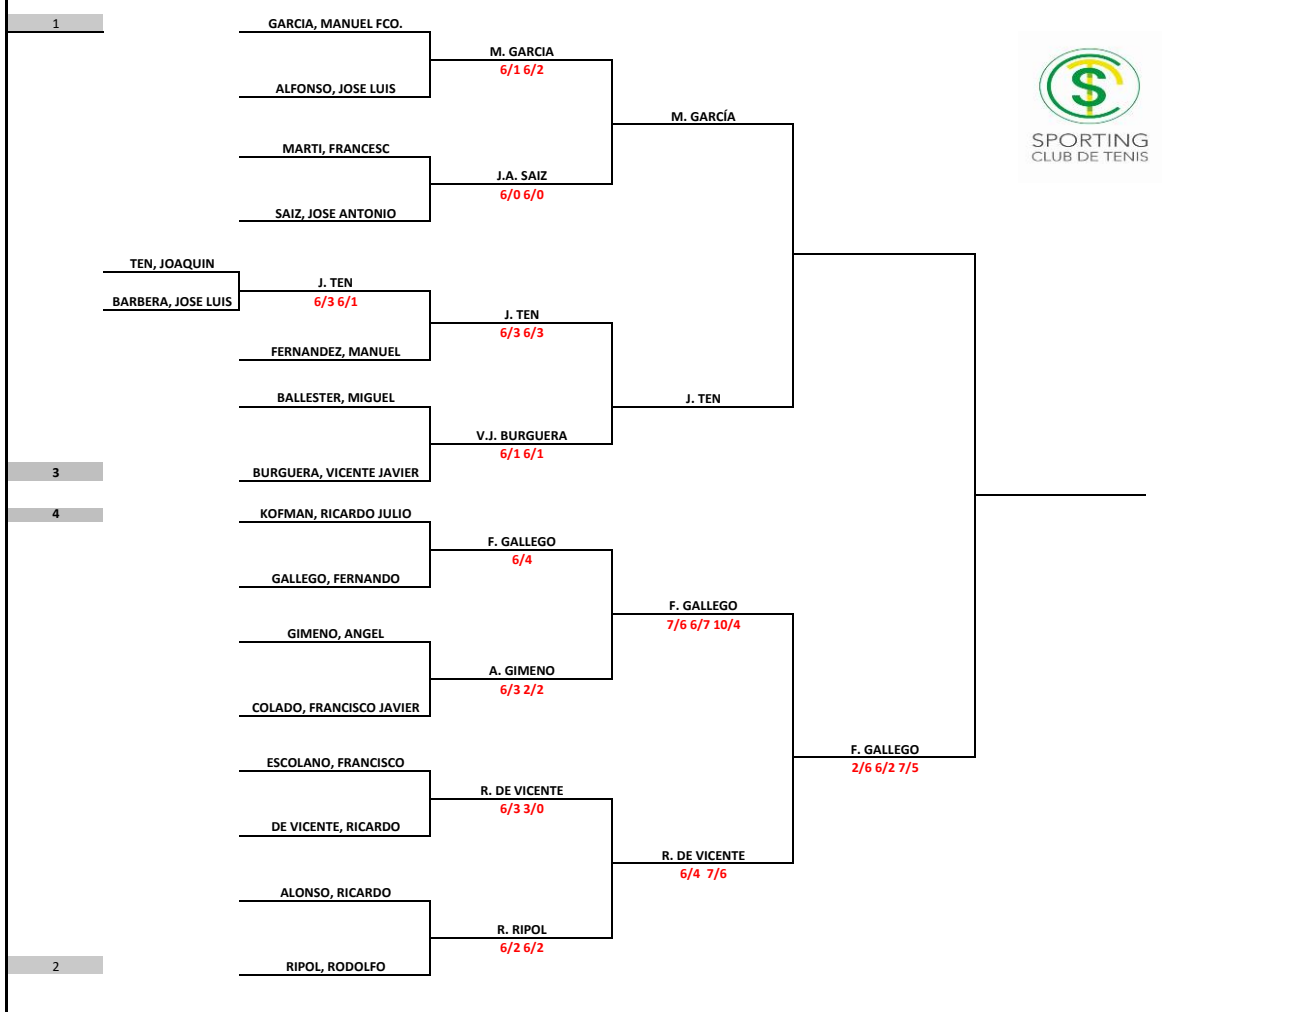 1
GARCIA, MANUEL FCO.
M. GARCIA
6/1 6/2
ALFONSO, JOSE LUIS
M. GARCÍA
SPORTING
CLUB DE TENIS
MARTI, FRANCESC
J.A. SAIZ
6/0 6/0
SAIZ, JOSE ANTONIO
TEN, JOAQUIN
J. TEN
BARBERA, JOSE LUIS
6/3 6/1
J. TEN
6/3 6/3
FERNANDEZ, MANUEL
BALLESTER, MIGUEL
J. TEN
V.J. BURGUERA
6/1 6/1
3
BURGUERA, VICENTE JAVIER
4
KOFMAN, RICARDO JULIO
F. GALLEGO
6/4
GALLEGO, FERNANDO
F. GALLEGO
7/6 6/7 10/4
GIMENO, ANGEL
A. GIMENO
6/3 2/2
COLADO, FRANCISCO JAVIER
F. GALLEGO
2/6 6/2 7/5
ESCOLANO, FRANCISCO
R. DE VICENTE
6/3 3/0
DE VICENTE, RICARDO
R. DE VICENTE
6/4 7/6
ALONSO, RICARDO
R. RIPOL
6/2 6/2
2
RIPOL, RODOLFO